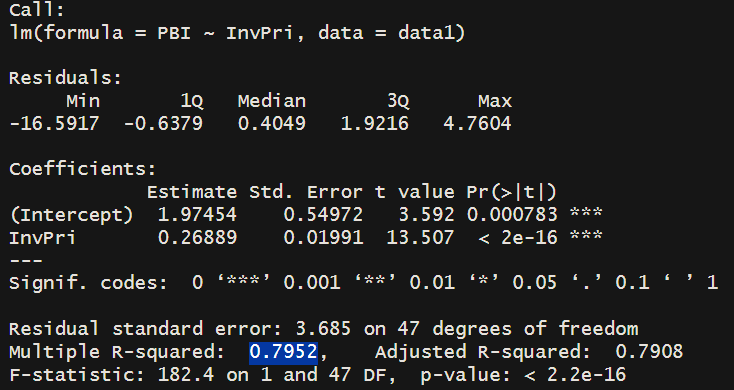 Call:
lm(formula = PBI ~ InvPri, data = data1)
Residuals:
     Min       1Q   Median       3Q      Max
-16.5917  -0.6379   0.4049   1.9216   4.7604
Coefficients:
            Estimate Std. Error t value Pr(>|t|)
(Intercept)  1.97454    0.54972   3.592 0.000783 ***
InvPri       0.26889    0.01991  13.507  < 2e-16 ***
---
Signif. codes:  0 ‘***’ 0.001 ‘**’ 0.01 ‘*’ 0.05 ‘.’ 0.1 ‘ ’ 1
Residual standard error: 3.685 on 47 degrees of freedom
Multiple R-squared:  0.7952,    Adjusted R-squared:  0.7908
F-statistic: 182.4 on 1 and 47 DF,  p-value: < 2.2e-16